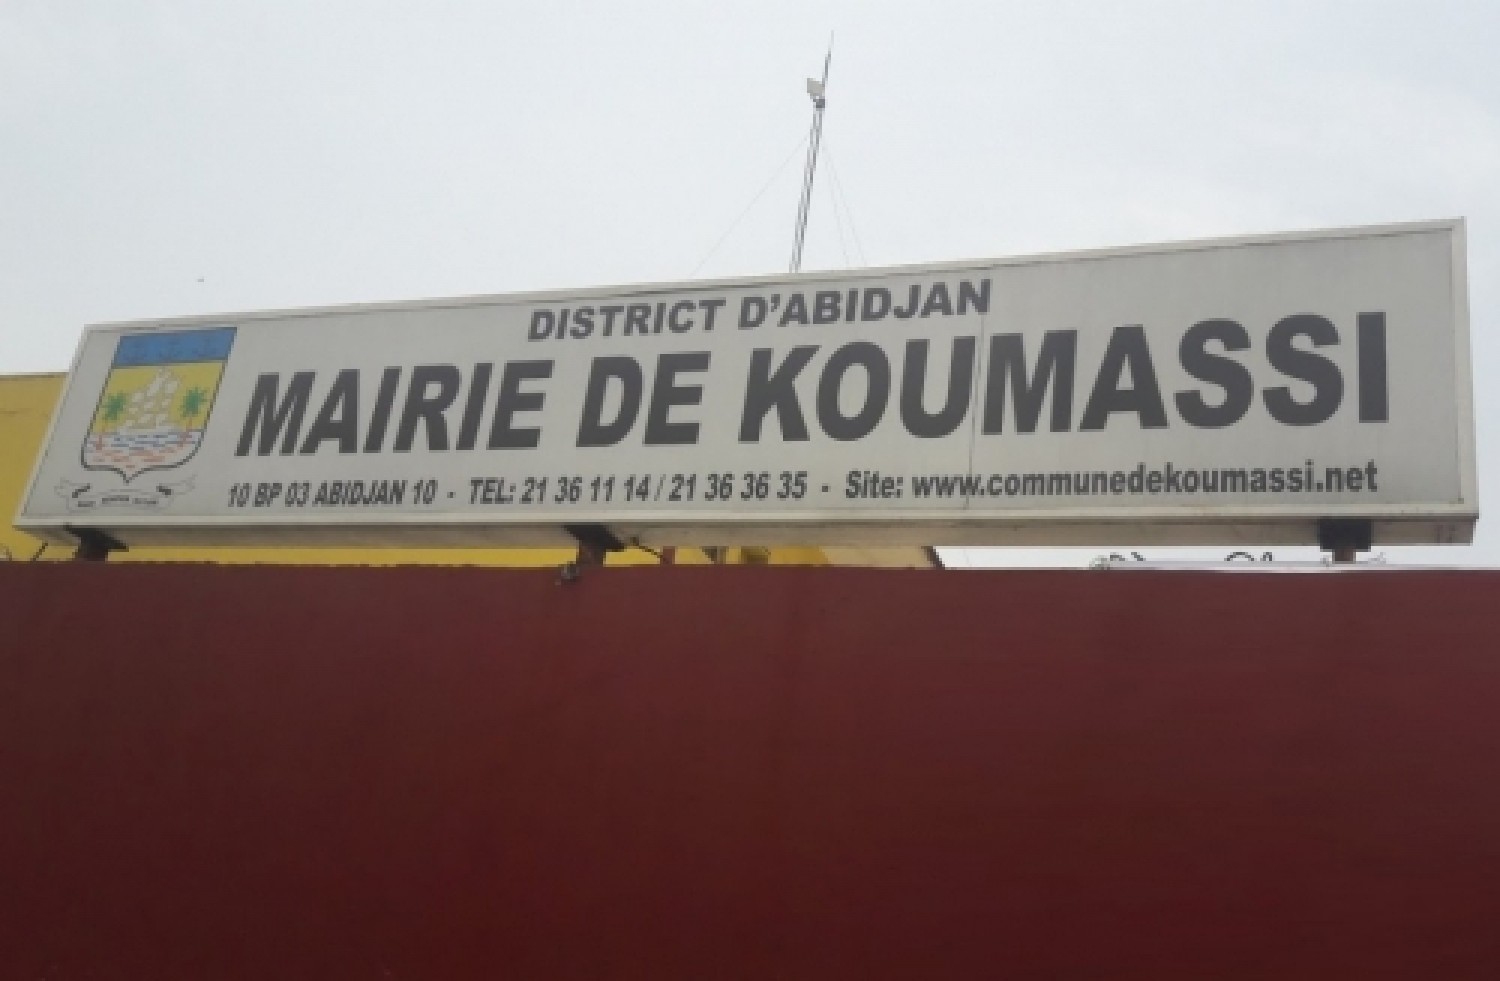 DISTRICT D'ABIDJAN
MAIRIE DE KOUMASSI
10 BP 03 ABIDJAN 10 - TEL: 21 36 11 14 / 21 36 36 35 - Site: www.communedekoumassi.net